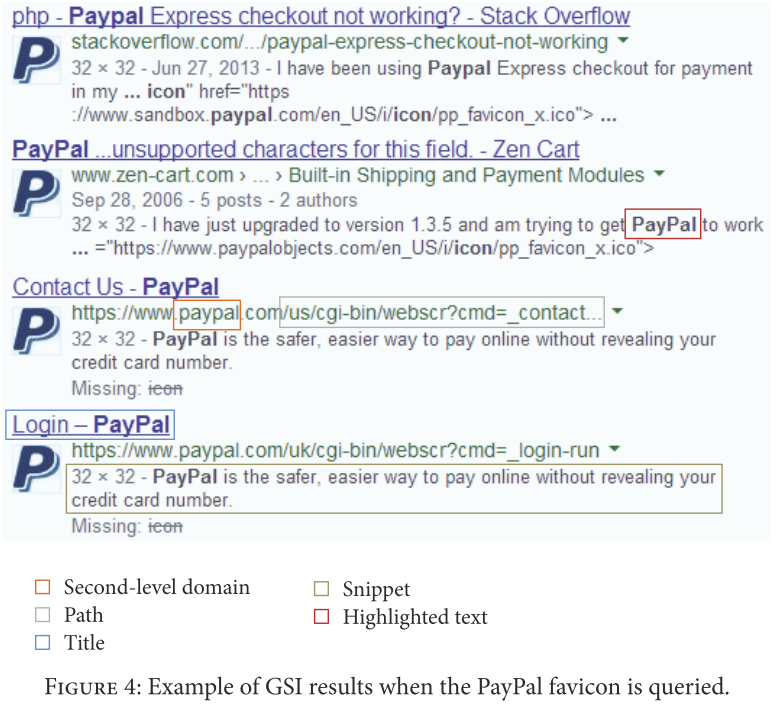 php - Paypal Express checkout not working? - Stack Overflow
stackoverflow.com/.../paypal-express-checkout-not-working
32 × 32 - Jun 27, 2013 - I have been using Paypal Express checkout for payment
in my ... icon" href="https
://www.sandbox.paypal.com/en_US/i/icon/pp_favicon_x.ico"> ...
PayPal ...unsupported characters for this field. - Zen Cart
www.zen-cart.com › ... › Built-in Shipping and Payment Modules
Sep 28, 2006 - 5 posts - 2 authors
32 × 32 - I have just upgraded to version 1.3.5 and am trying to get PayPal to work
... ="https://www.paypalobjects.com/en_US/i/icon/pp_favicon_x.ico">
Contact Us - PayPal
https://www.paypal.com/us/cgi-bin/webscr?cmd=_contact...
32 × 32 - PayPal is the safer, easier way to pay online without revealing your
credit card number.
Missing: icon
Login – PayPal
https://www.paypal.com/uk/cgi-bin/webscr?cmd=_login-run
32 × 32 - PayPal is the safer, easier way to pay online without revealing your
credit card number.
Missing: icon
Second-level domain
Path
Title
Snippet
Highlighted text
FIGURE 4: Example of GSI results when the PayPal favicon is queried.